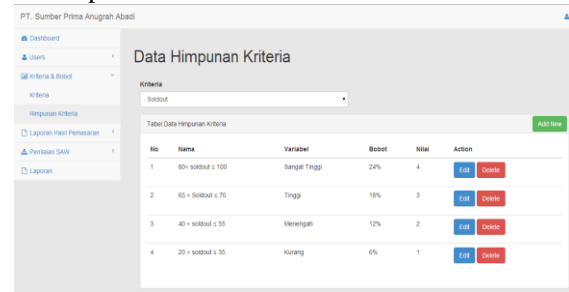 PT. Sumber Prima Anugrah Abadi
Dashboard
Users
Kriteria & Bobot
Kriteria
Himpunan Kriteria
Laporan Hasil Pemasaran
Penilaian SAW
Laporan
Data Himpunan Kriteria
Kriteria
Soldout
Tabel Data Himpunan Kriteria
Add New
No Nama Variabel Bobot Nilai Action
1 80< soldout ≤ 100 Sangat Tinggi 24% 4 Edit Delete
2 65 < Soldout ≤ 70 Tinggi 18% 3 Edit Delete
3 40 < soldout ≤ 55 Menengah 12% 2 Edit Delete
4 20 < soldout ≤ 35 Kurang 6% 1 Edit Delete